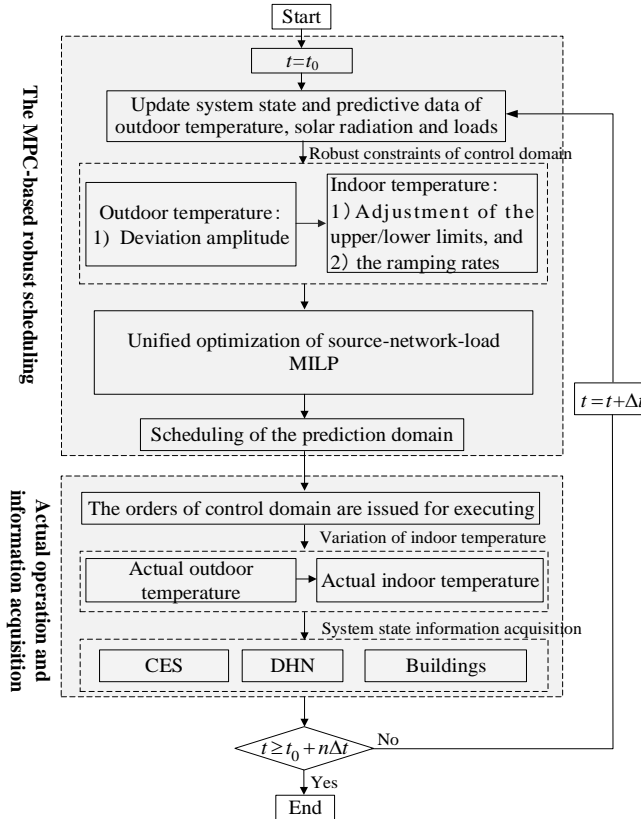 Start
t=t0
Update system state and predictive data of
outdoor temperature, solar radiation and loads
Robust constraints of control domain
Outdoor temperature:
1) Deviation amplitude
Indoor temperature:
1) Adjustment of the
upper/lower limits, and
2) the ramping rates
Unified optimization of source-network-load
MILP
Scheduling of the prediction domain
The MPC-based robust scheduling
t=t+Δt
The orders of control domain are issued for executing
Variation of indoor temperature
Actual outdoor
temperature
Actual indoor temperature
System state information acquisition
CES
DHN
Buildings
Actual operation and
information acquisition
t ≥ t0 + nΔt
No
Yes
End